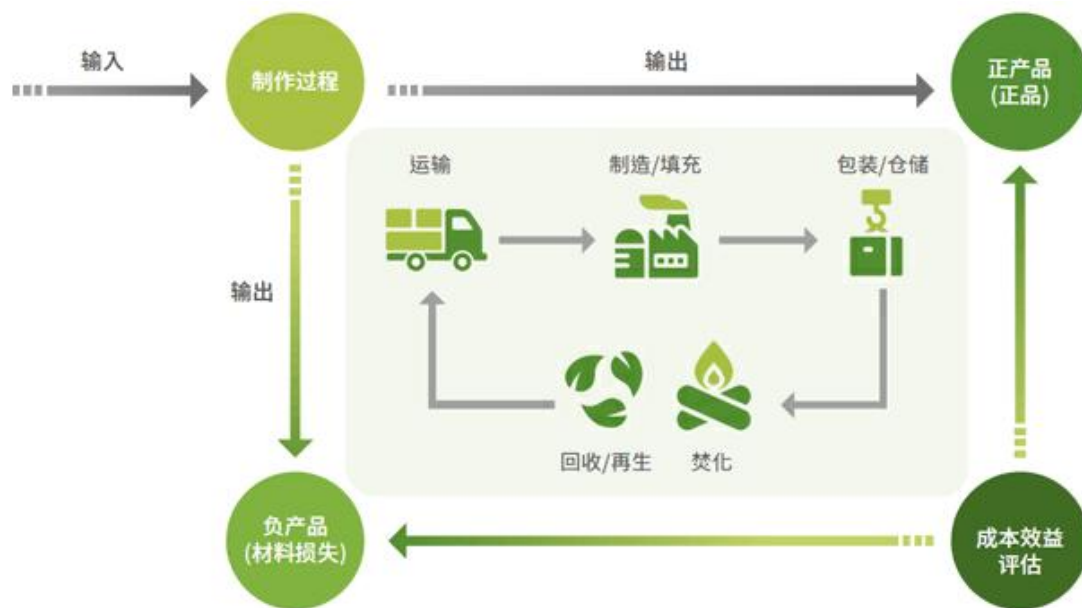 输入
制作过程
输出
正产品
(正品)
运输
制造/填充
包装/仓储
输出
回收/再生
焚化
负产品
(材料损失)
成本效益
评估